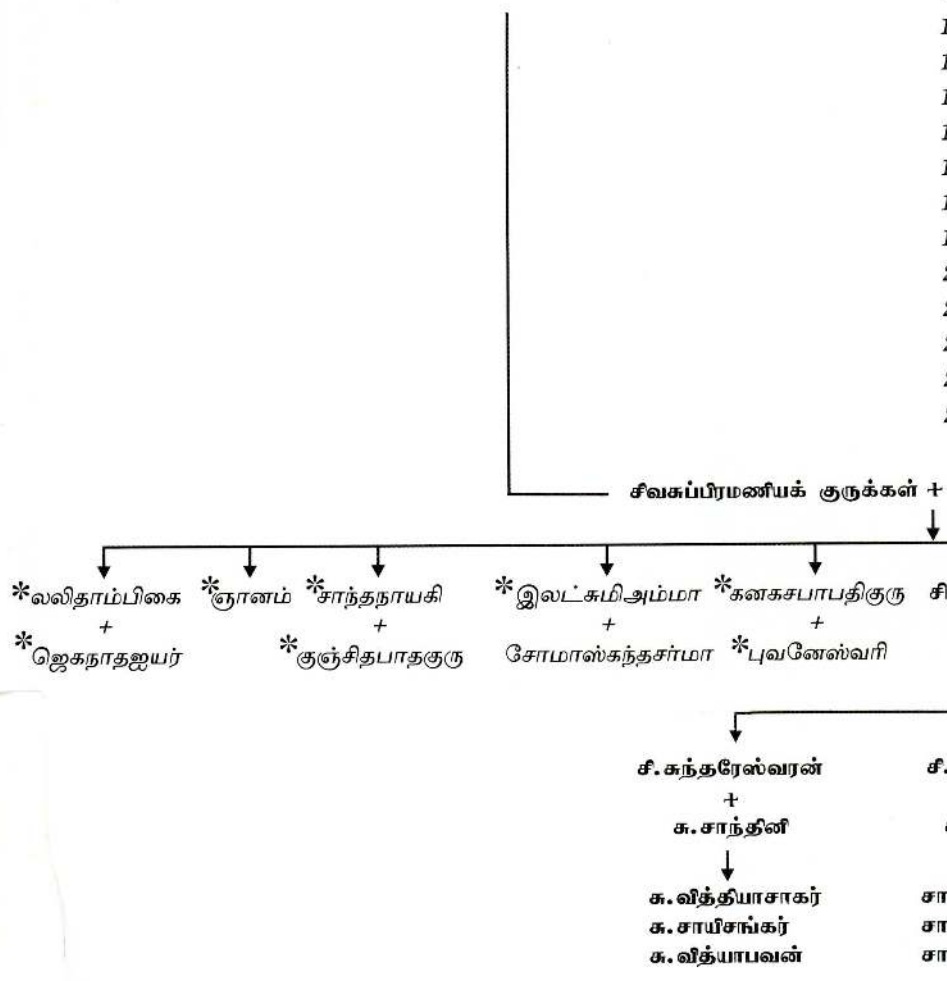 சிவசுப்பிரமணியக் குருக்கள் +
*லலிதாம்பிகை *ஞானம் *சாந்தநாயகி *இலட்சுமிஅம்மா *கனகசபாபதிகுரு சி
+ + + +
*ஜெகநாதஐயர் *குஞ்சிதபாதகுரு சோமாஸ்கந்தசர்மா *புவனேஸ்வரி
சி.சுந்தரேஸ்வரன் சி.
+
சு.சாந்தினி
சு.வித்தியாசாகர் சா
சு.சாயிசங்கர் சா
சு.வித்யாபவன் சா